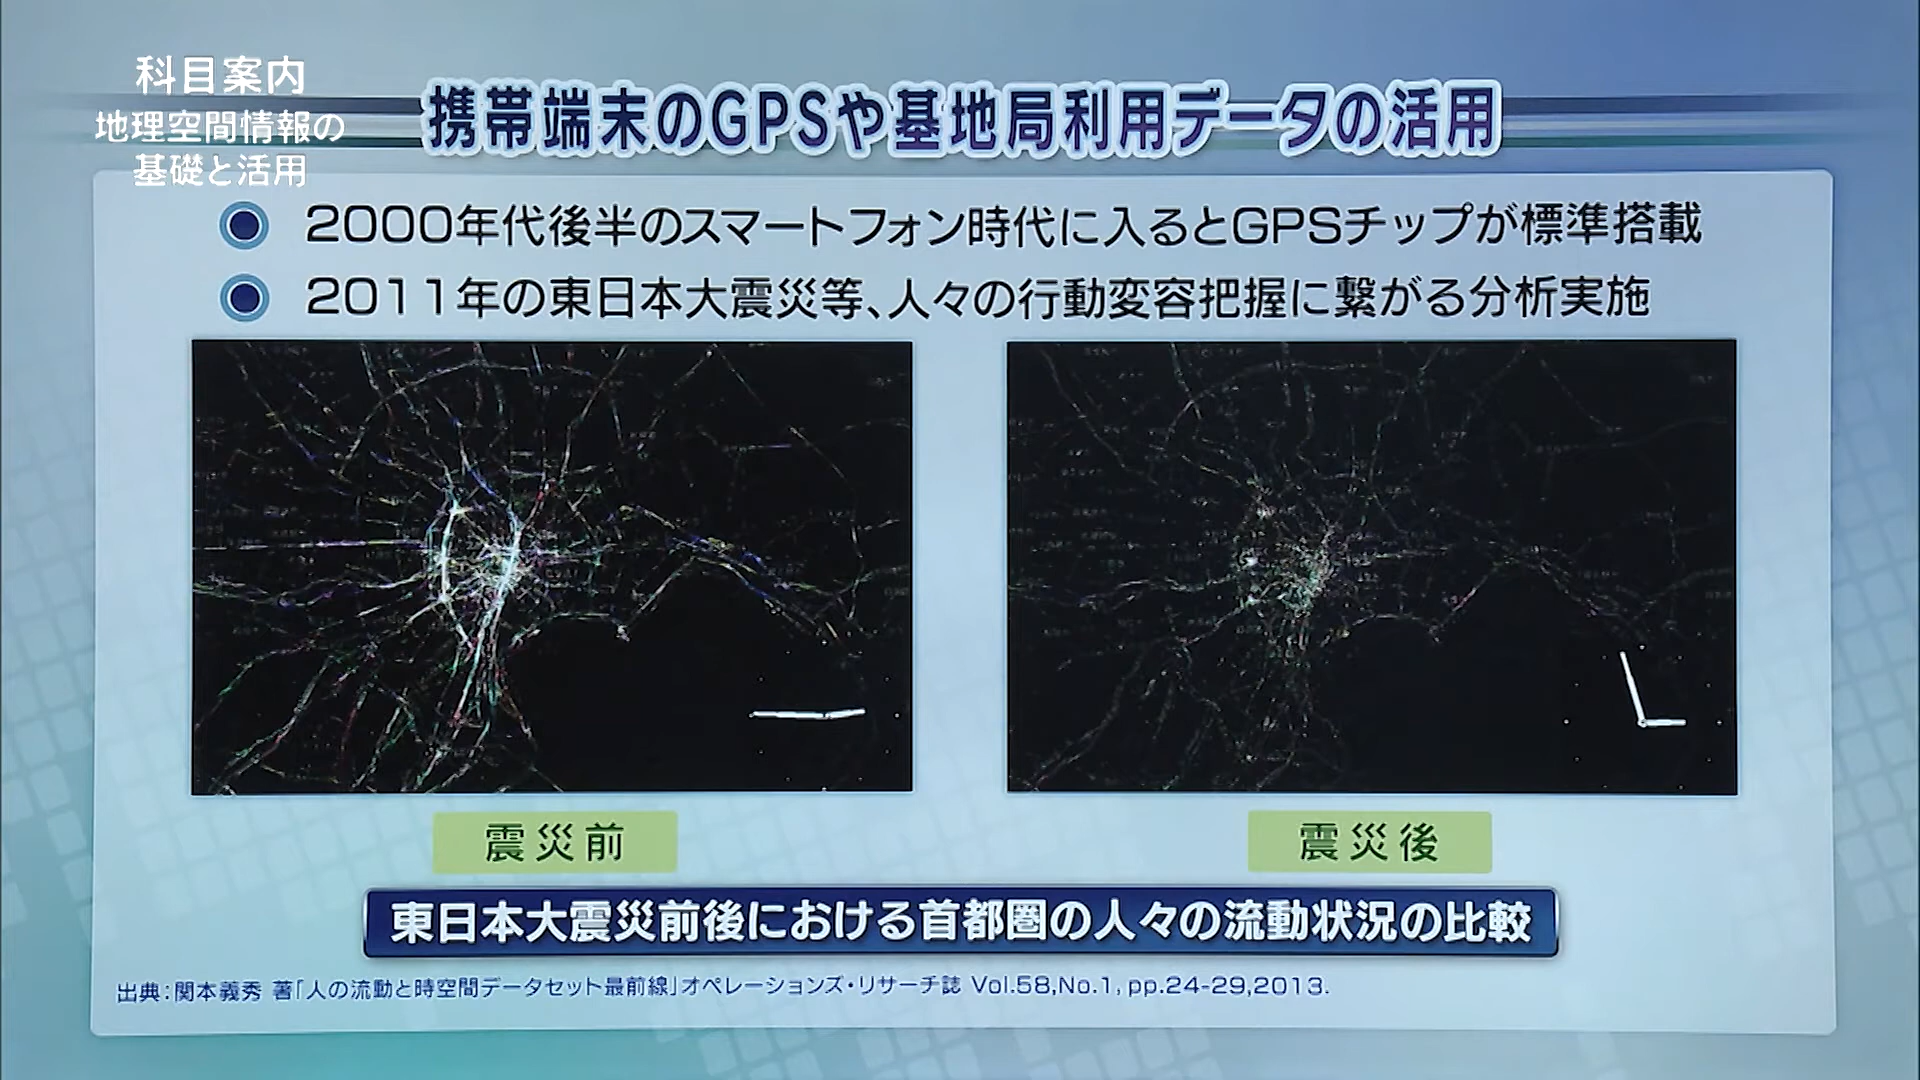 科目案内
地理空間情報の
基礎と活用
携帯端末のGPSや基地局利用データの活用
2000年代後半のスマートフォン時代に入るとGPSチップが標準搭載
2011年の東日本大震災等、人々の行動変容把握に繋がる分析実施
震災前
震災後
東日本大震災前後における首都圏の人々の流動状況の比較
出典:関本義秀 著「人の流動と時空間データセット最前線」オペレーションズ・リサーチ誌 Vol.58,No.1, pp.24-29,2013.